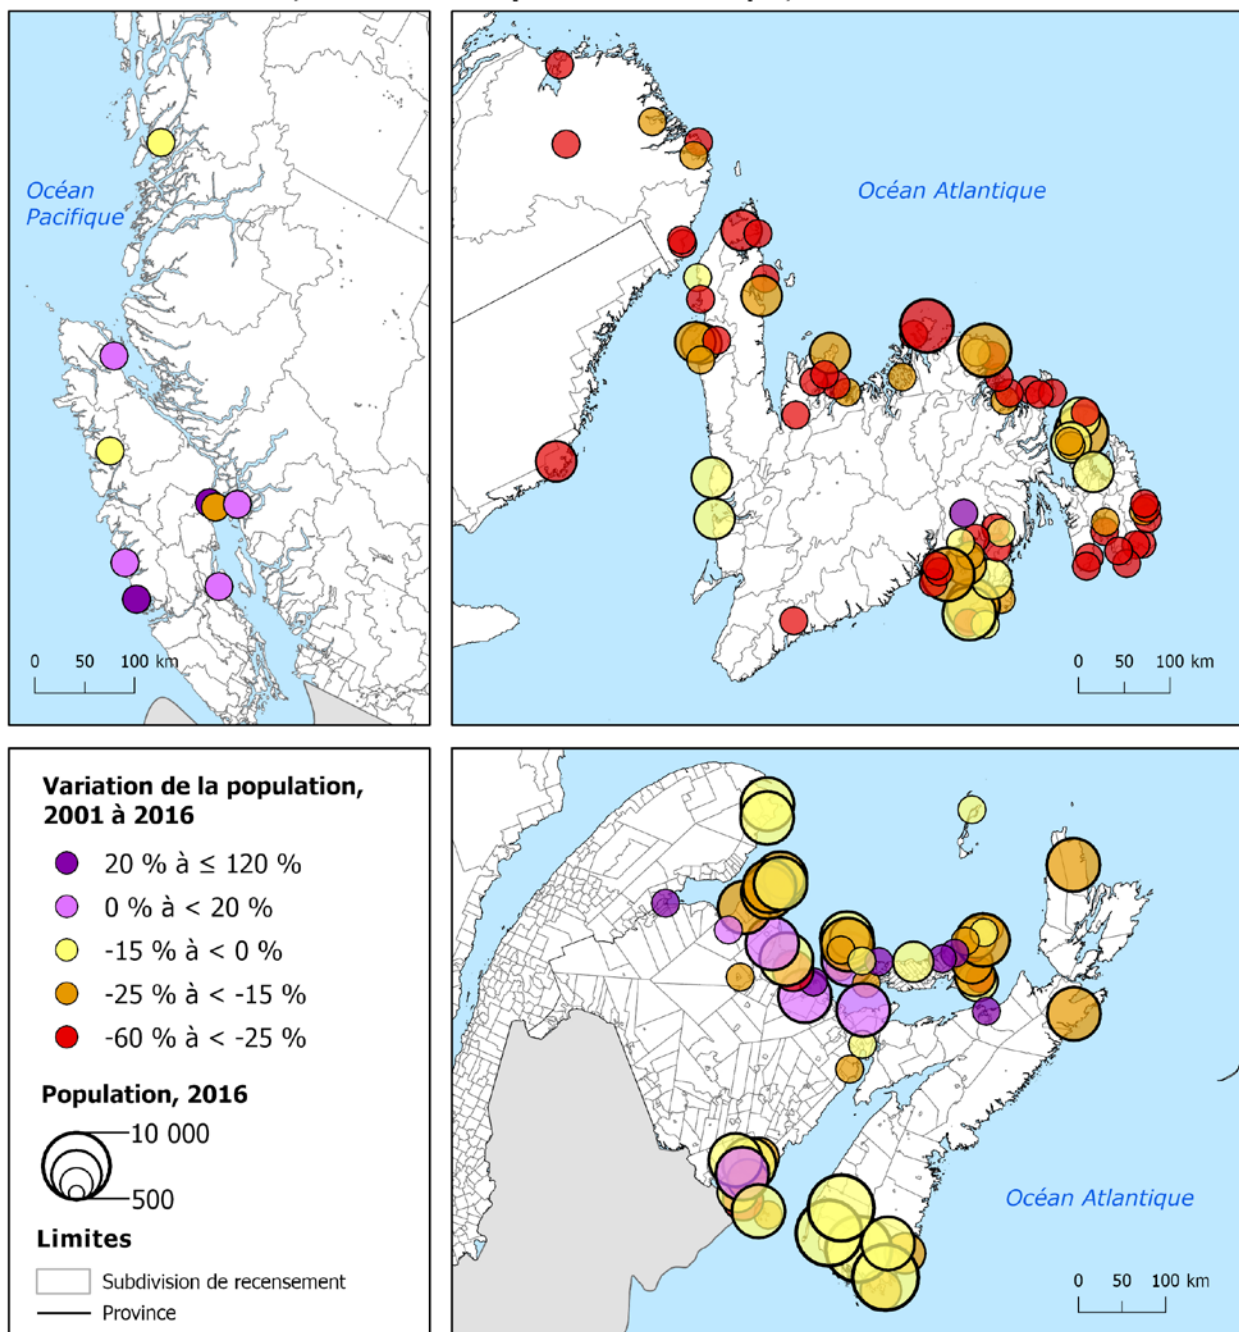 Océan
Pacifique
0 50 100 km
Océan Atlantique
0 50 100 km
Variation de la population,
2001 à 2016
20 % à ≤ 120 %
0 % à < 20 %
-15 % à < 0 %
-25 % à < -15 %
-60 % à < -25 %
Population, 2016
10 000
500
Limites
Subdivision de recensement
Province
Océan Atlantique
0 50 100 km